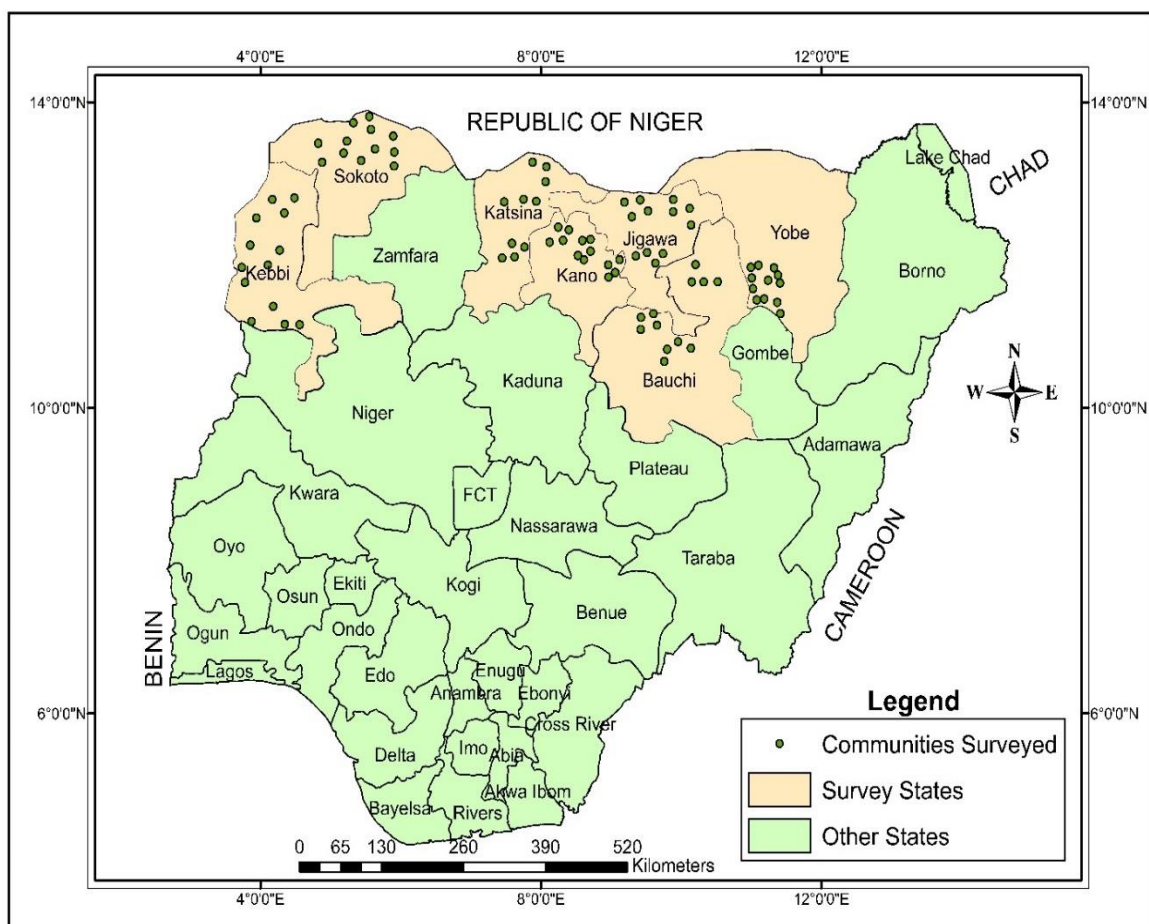 4°0'0"E
8°0'0"E
12°0'0"E
14°0'0"N
14°0'0"N
REPUBLIC OF NIGER
Lake Chad
CHAD
Sokoto
Katsina
Jigawa
Yobe
Zamfara
Borno
Kebbi
Kano
Gombe
Bauchi
Kaduna
N
W
E
S
10°0'0"N
10°0'0"N
Niger
Adamawa
Plateau
FCT
Kwara
Nassarawa
Oyo
Taraba
CAMEROON
Ekiti
Kogi
Osun
Benue
BENIN
Ogun
Ondo
Lagos
Edo
Enugu
Anambra
Ebonyi
Cross River
6°0'0"N
6°0'0"N
Legend
Communities Surveyed
Survey States
Other States
Delta
Imo
Abia
Akwa Ibom
Bayelsa
Rivers
0 65 130 260 390 520
Kilometers
4°0'0"E
8°0'0"E
12°0'0"E